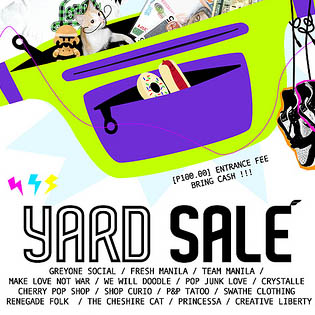 [P100.00] ENTRANCE FEE
BRING CASH !!!
YARD SALE
GREYONE SOCIAL / FRESH MANILA / TEAM MANILA /
MAKE LOVE NOT WAR / WE WILL DOODLE / POP JUNK LOVE / CRYSTALLE
CHERRY POP SHOP / SHOP CURIO / P&P TATOO / SWATHE CLOTHING
RENEGADE FOLK / THE CHESHIRE CAT / PRINCESSA / CREATIVE LIBERTY